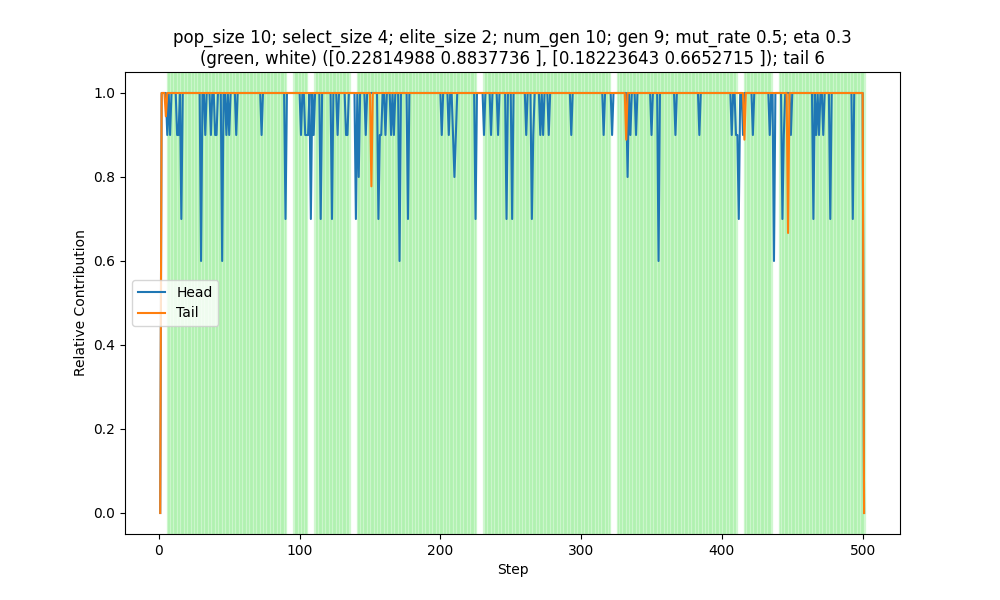 pop_size 10; select_size 4; elite_size 2; num_gen 10; gen 9; mut_rate 0.5; eta 0.3
(green, white) ([0.22814988 0.8837736 ], [0.18223643 0.6652715 ]); tail 6
1.0
0.8
0.6
0.4
0.2
0.0
Relative Contribution
Head
Tail
0
100
200
300
400
500
Step